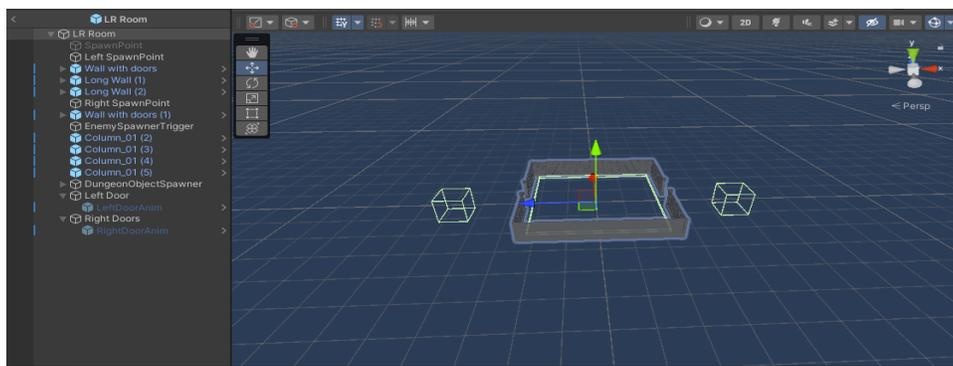 LR Room
2D
LR Room
SpawnPoint
Left SpawnPoint
Wall with doors
Long Wall (1)
Long Wall (2)
Right SpawnPoint
Wall with doors (1)
EnemySpawnerTrigger
Column_01 (2)
Column_01 (3)
Column_01 (4)
Column_01 (5)
DungeonObjectSpawner
Left Door
LeftDoorAnim
Right Doors
RightDoorAnim
y
x
< Persp